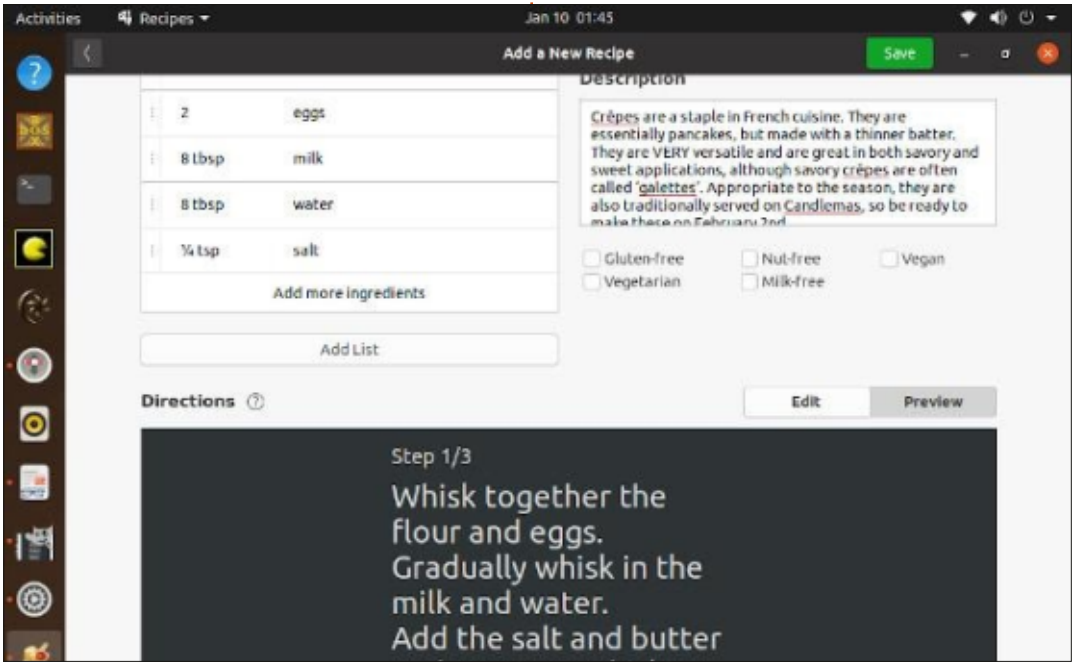 Activities
Recipes
Jan 10 01:45
Add a New Recipe
Save
Description
2 eggs
8 tbsp milk
8 tbsp water
¼ tsp salt
Add more ingredients
Add List
Crêpes are a staple in French cuisine. They are
essentially pancakes, but made with a thinner batter.
They are VERY versatile and are great in both savory and
sweet applications, although savory crêpes are often
called 'galettes'. Appropriate to the season, they are
also traditionally served on Candlemas, so be ready to
make these on February 2nd
Gluten-free
Nut-free
Vegan
Vegetarian
Milk-free
Directions
Edit
Preview
Step 1/3
Whisk together the
flour and eggs.
Gradually whisk in the
milk and water.
Add the salt and butter